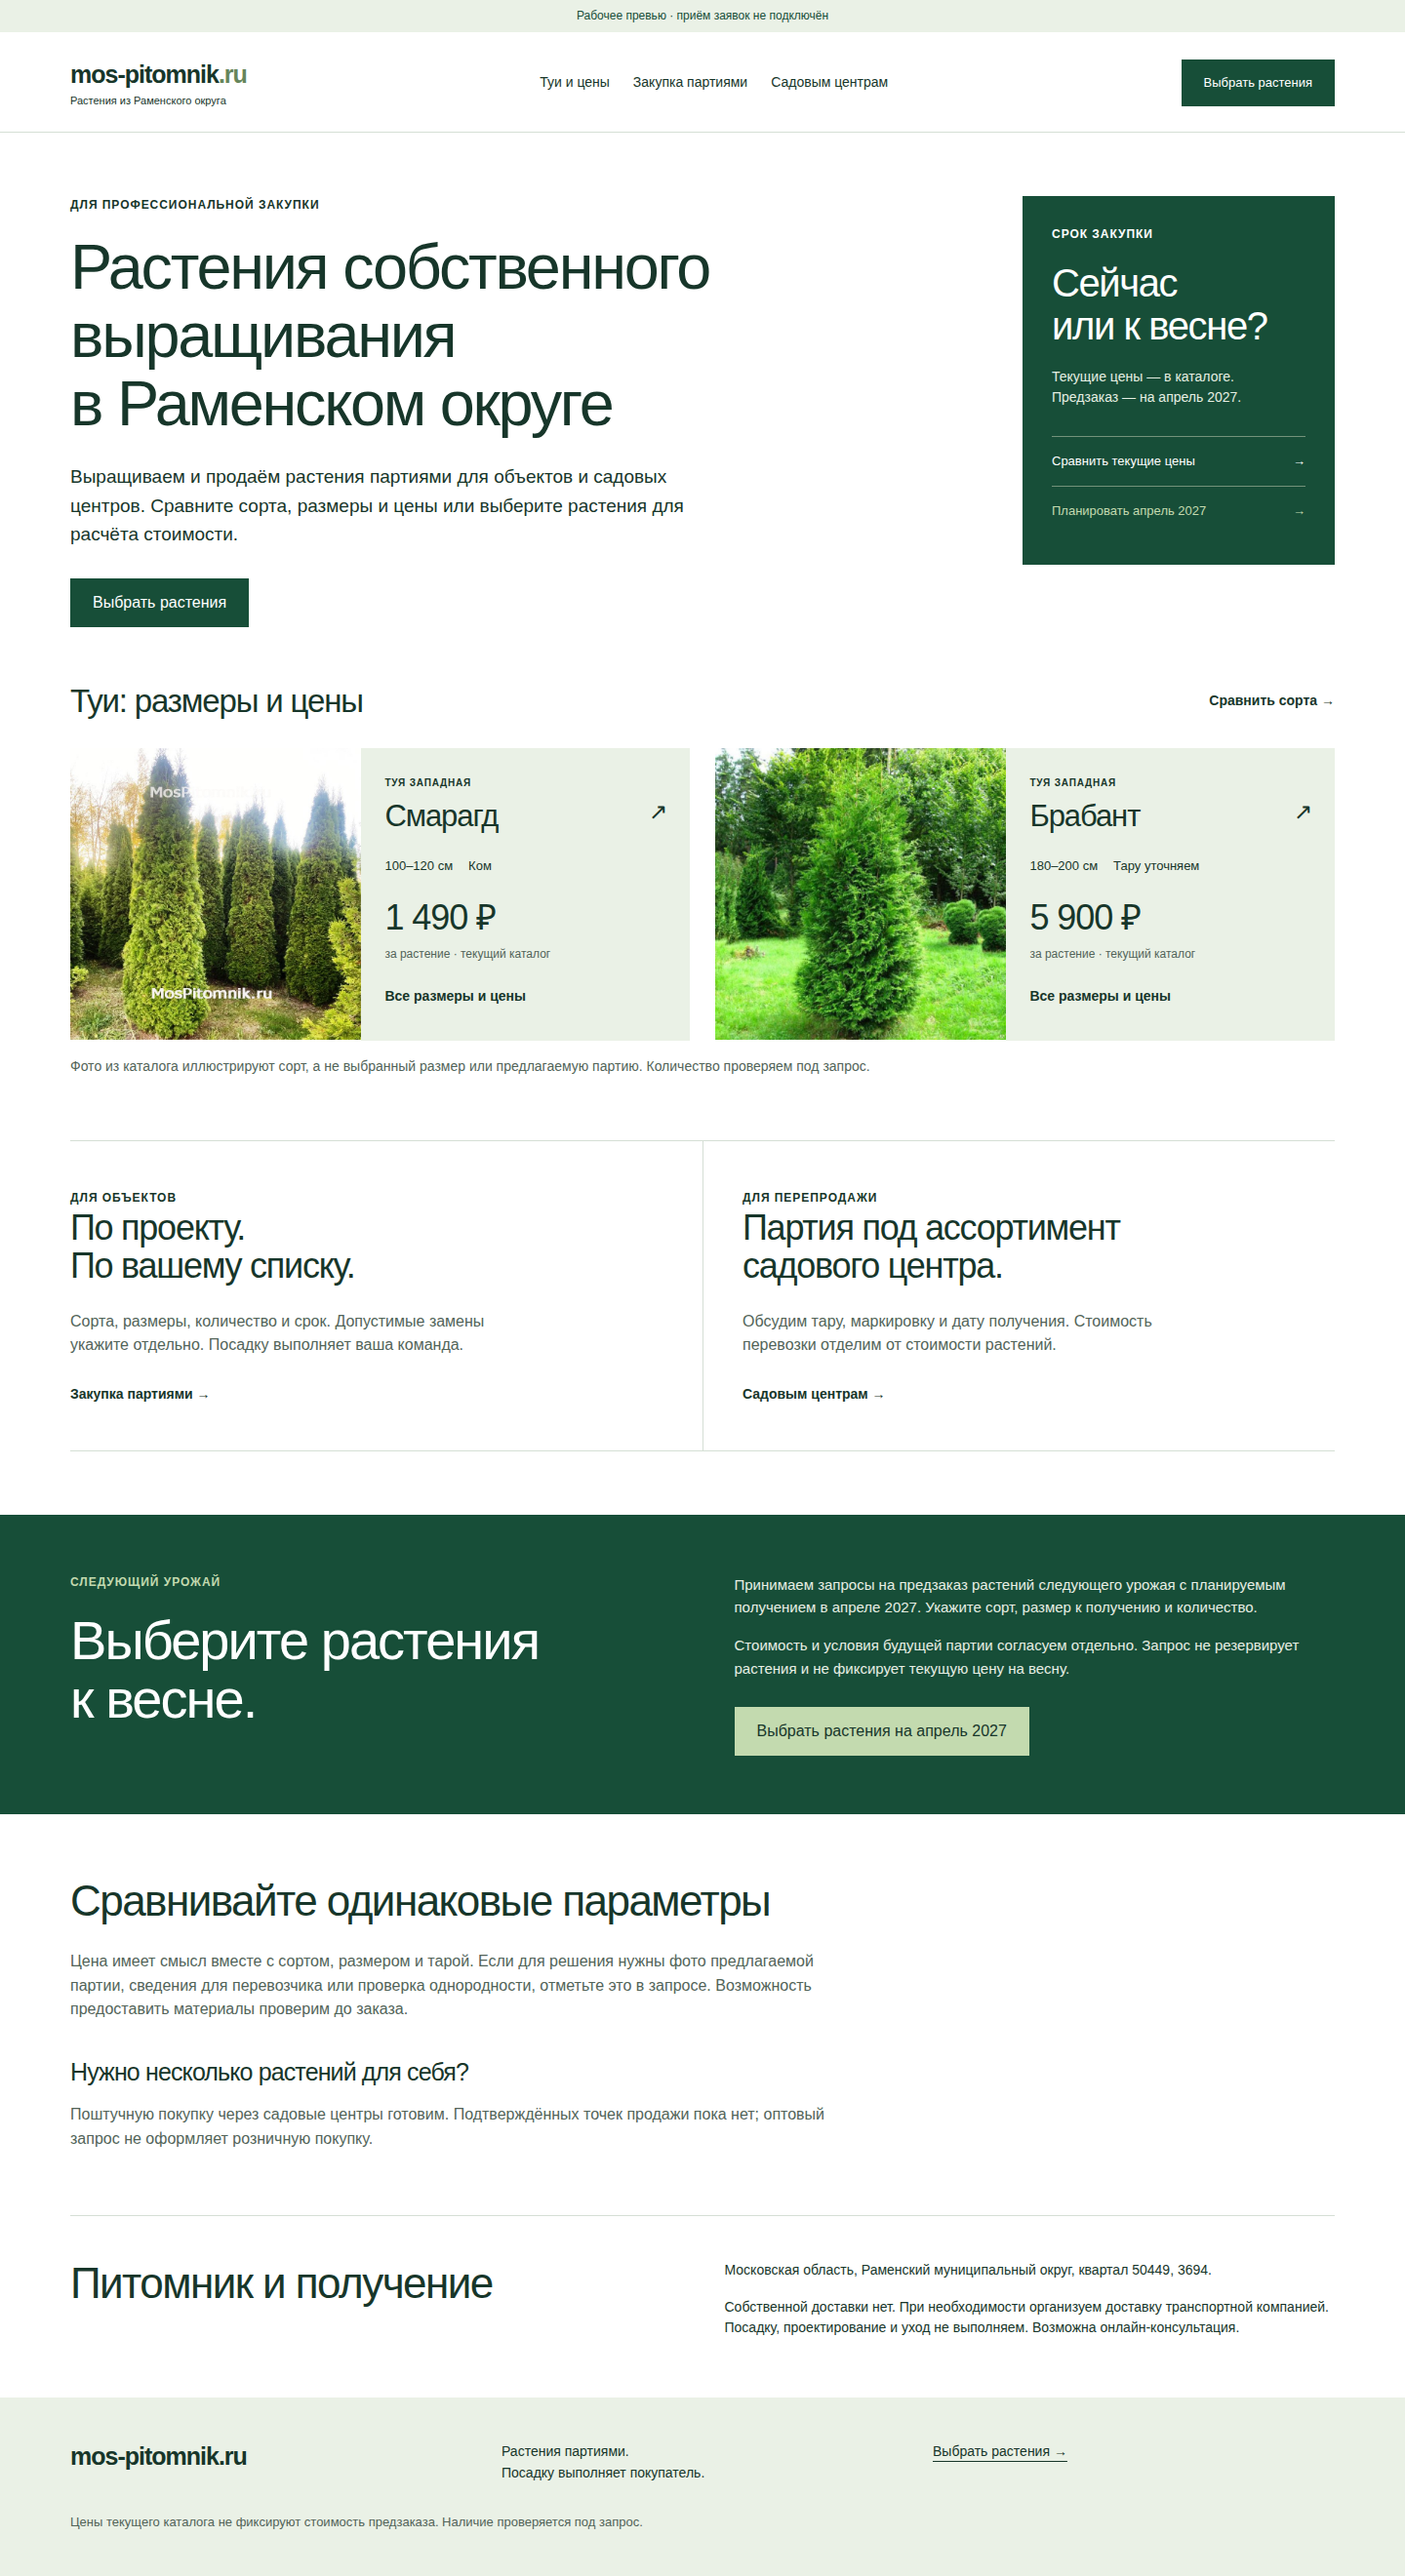 Рабочее превью · приём заявок не подключён
mos-pitomnik.ru
Растения из Раменского округа
Туи и цены
Закупка партиями
Садовым центрам
Выбрать растения
ДЛЯ ПРОФЕССИОНАЛЬНОЙ ЗАКУПКИ
Растения собственного
выращивания
в Раменском округе
Выращиваем и продаём растения партиями для объектов и садовых
центров. Сравните сорта, размеры и цены или выберите растения для
расчёта стоимости.
Выбрать растения
СРОК ЗАКУПКИ
Сейчас
или к весне?
Текущие цены — в каталоге.
Предзаказ — на апрель 2027.
Сравнить текущие цены →
Планировать апрель 2027 →
Туи: размеры и цены
Сравнить сорта →
MosPitomnik.ru
ТУЯ ЗАПАДНАЯ
Смарагд ↗
100–120 см Ком
1 490 ₽
за растение · текущий каталог
Все размеры и цены
ТУЯ ЗАПАДНАЯ
Брабант ↗
180–200 см Тару уточняем
5 900 ₽
за растение · текущий каталог
Все размеры и цены
Фото из каталога иллюстрируют сорт, а не выбранный размер или предлагаемую партию. Количество проверяем под запрос.
ДЛЯ ОБЪЕКТОВ
По проекту.
По вашему списку.
Сорта, размеры, количество и срок. Допустимые замены
укажите отдельно. Посадку выполняет ваша команда.
Закупка партиями →
ДЛЯ ПЕРЕПРОДАЖИ
Партия под ассортимент
садового центра.
Обсудим тару, маркировку и дату получения. Стоимость
перевозки отделим от стоимости растений.
Садовым центрам →
СЛЕДУЮЩИЙ УРОЖАЙ
Выберите растения
к весне.
Принимаем запросы на предзаказ растений следующего урожая с планируемым
получением в апреле 2027. Укажите сорт, размер к получению и количество.
Стоимость и условия будущей партии согласуем отдельно. Запрос не резервирует
растения и не фиксирует текущую цену на весну.
Выбрать растения на апрель 2027
Сравнивайте одинаковые параметры
Цена имеет смысл вместе с сортом, размером и тарой. Если для решения нужны фото предлагаемой
партии, сведения для перевозчика или проверка однородности, отметьте это в запросе. Возможность
предоставить материалы проверим до заказа.
Нужно несколько растений для себя?
Поштучную покупку через садовые центры готовим. Подтверждённых точек продажи пока нет; оптовый
запрос не оформляет розничную покупку.
Питомник и получение
Московская область, Раменский муниципальный округ, квартал 50449, 3694.
Собственной доставки нет. При необходимости организуем доставку транспортной компанией.
Посадку, проектирование и уход не выполняем. Возможна онлайн-консультация.
mos-pitomnik.ru
Растения партиями.
Посадку выполняет покупатель.
Выбрать растения →
Цены текущего каталога не фиксируют стоимость предзаказа. Наличие проверяется под запрос.